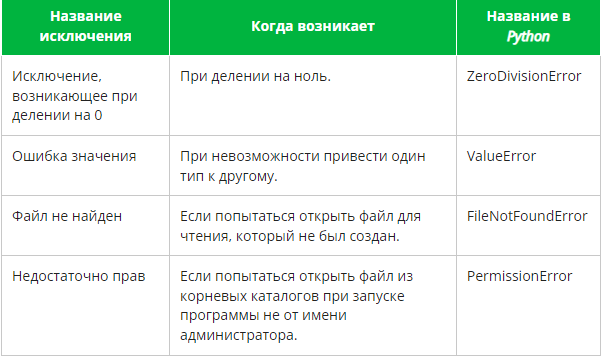 Название
исключения
Когда возникает
Название в
Python
Исключение,
возникающее при
делении на 0
При делении на ноль.
ZeroDivisionError
Ошибка значения
При невозможности привести один
тип к другому.
ValueError
Файл не найден
Если попытаться открыть файл для
чтения, который не был создан.
FileNotFoundError
Недостаточно прав
Если попытаться открыть файл из
корневых каталогов при запуске
программы не от имени
администратора.
PermissionError